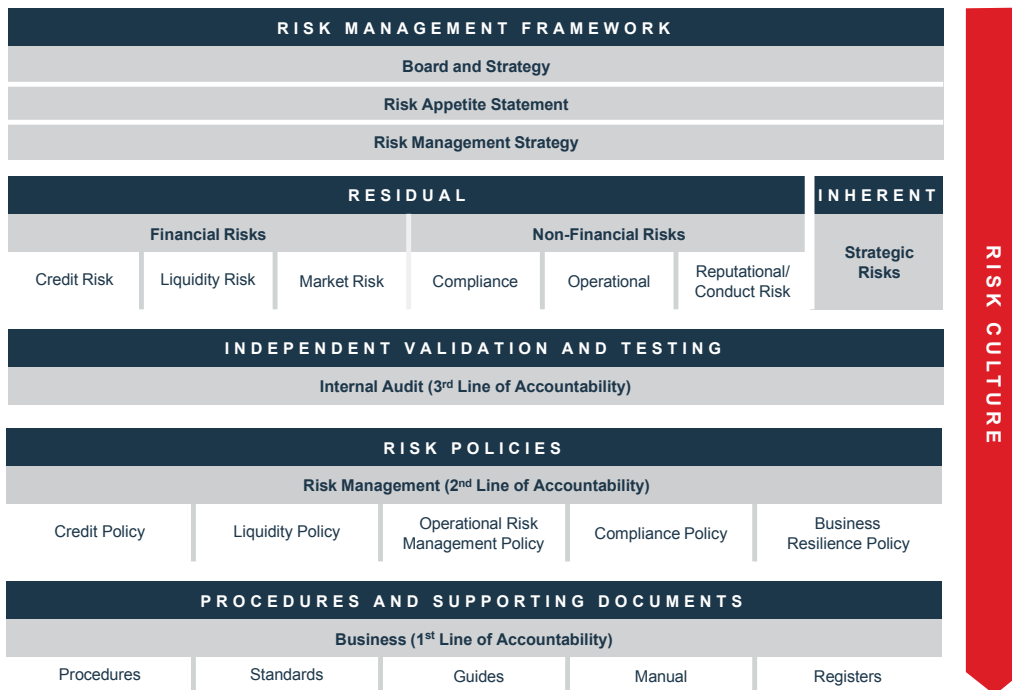 RISK MANAGEMENT FRAMEWORK
Board and Strategy
Risk Appetite Statement
Risk Management Strategy
RESIDUAL
INHERENT
Financial Risks
Non-Financial Risks
Strategic
Risks
Credit Risk
Liquidity Risk
Market Risk
Compliance
Operational
Reputational/
Conduct Risk
INDEPENDENT VALIDATION AND TESTING
Internal Audit (3rd Line of Accountability)
RISK POLICIES
Risk Management (2nd Line of Accountability)
Credit Policy
Liquidity Policy
Operational Risk
Management Policy
Compliance Policy
Business
Resilience Policy
PROCEDURES AND SUPPORTING DOCUMENTS
Business (1st Line of Accountability)
Procedures
Standards
Guides
Manual
Registers
RISK CULTURE